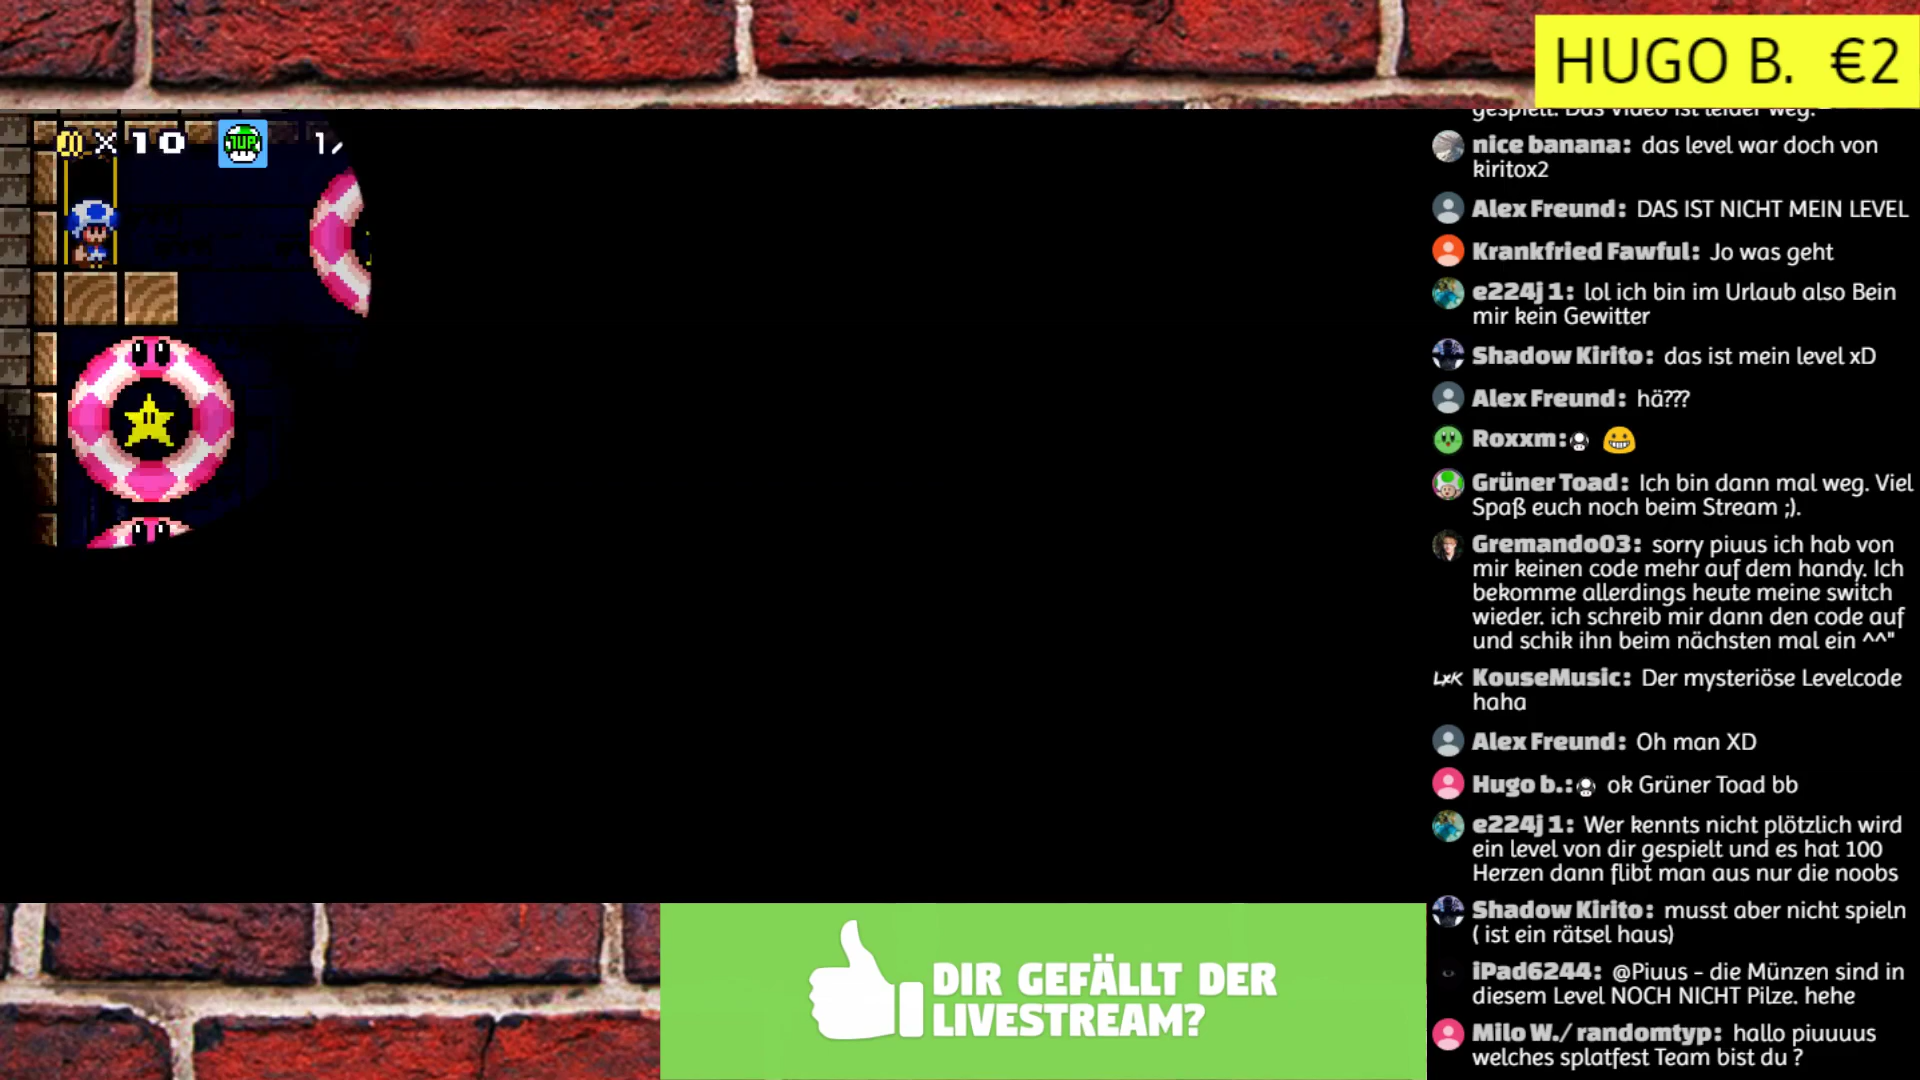 HUGO B. €2
× 10
1UP
gespielt. Das Video ist leider weg.
nice banana: das level war doch von
kiritox2
Alex Freund: DAS IST NICHT MEIN LEVEL
Krankfried Fawful: Jo was geht
e224j 1: lol ich bin im Urlaub also Bein
mir kein Gewitter
Shadow Kirito: das ist mein level xD
Alex Freund: hä???
Roxxm:
Grüner Toad: Ich bin dann mal weg. Viel
Spaß euch noch beim Stream ;).
Gremando03: sorry piuus ich hab von
mir keinen code mehr auf dem handy. Ich
bekomme allerdings heute meine switch
wieder. ich schreib mir dann den code auf
und schik ihn beim nächsten mal ein ^^"
LxK KouseMusic: Der mysteriöse Levelcode
haha
Alex Freund: Oh man XD
Hugo b.: ok Grüner Toad bb
e224j 1: Wer kennts nicht plötzlich wird
ein level von dir gespielt und es hat 100
Herzen dann flibt man aus nur die noobs
Shadow Kirito: musst aber nicht spieln
( ist ein rätsel haus)
iPad6244: @Piuus - die Münzen sind in
diesem Level NOCH NICHT Pilze. hehe
Milo W./ randomtyp: hallo piuuuus
welches splatfest Team bist du ?
DIR GEFÄLLT DER
LIVESTREAM?